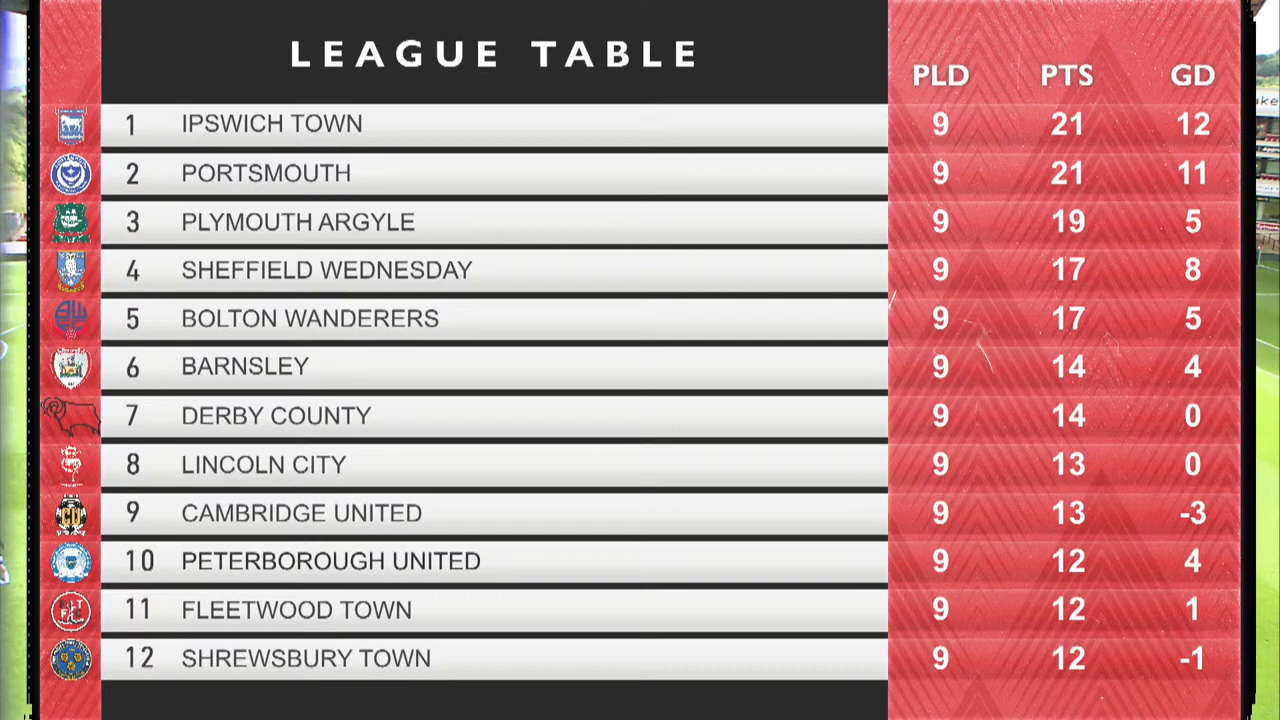 LEAGUE TABLE
PLD PTS GD
1 IPSWICH TOWN 9 21 12
2 PORTSMOUTH 9 21 11
3 PLYMOUTH ARGYLE 9 19 5
4 SHEFFIELD WEDNESDAY 9 17 8
5 BOLTON WANDERERS 9 17 5
6 BARNSLEY 9 14 4
7 DERBY COUNTY 9 14 0
8 LINCOLN CITY 9 13 0
9 CAMBRIDGE UNITED 9 13 -3
10 PETERBOROUGH UNITED 9 12 4
11 FLEETWOOD TOWN 9 12 1
12 SHREWSBURY TOWN 9 12 -1